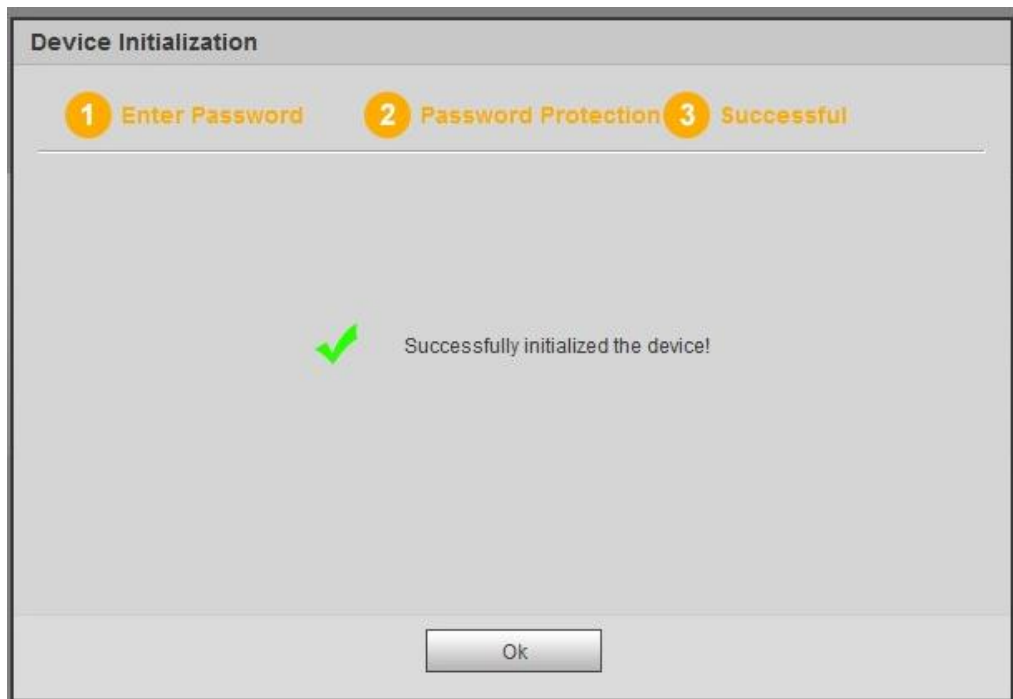 Device Initialization
1 Enter Password 2 Password Protection 3 Successful
Successfully initialized the device!
Ok